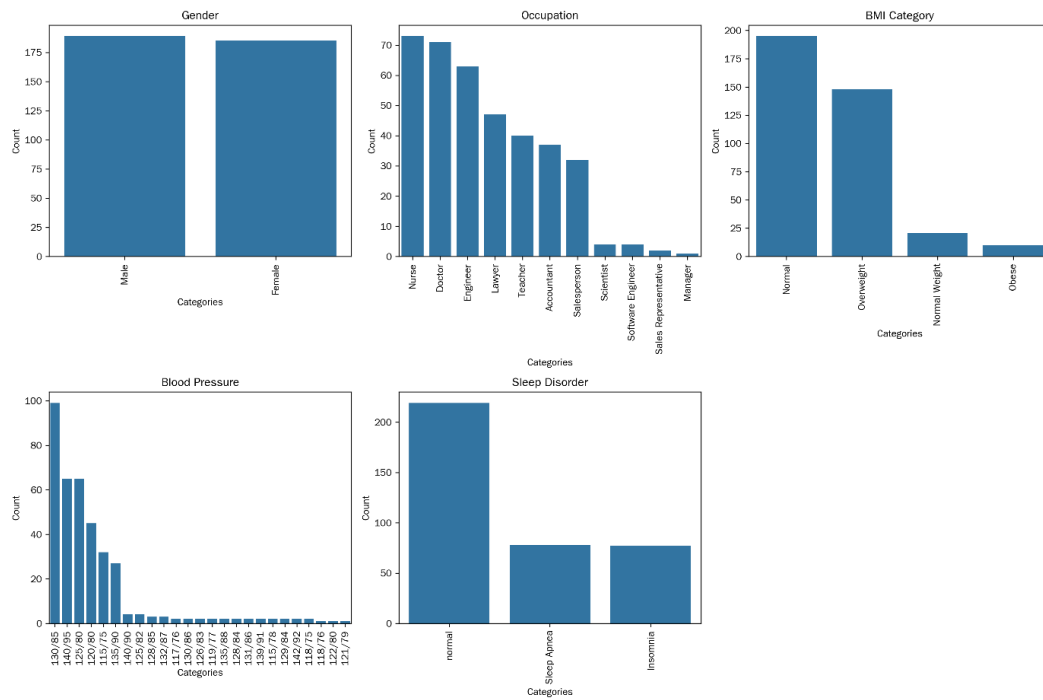 Gender
Count
175
150
125
100
75
50
25
0
Male
Female
Categories
Occupation
Count
70
60
50
40
30
20
10
0
Nurse
Doctor
Engineer
Lawyer
Teacher
Accountant
Salesperson
Scientist
Software Engineer
Sales Representative
Manager
Categories
BMI Category
Count
200
175
150
125
100
75
50
25
0
Normal
Overweight
Normal Weight
Obese
Categories
Blood Pressure
Count
100
80
60
40
20
0
130/85
140/95
125/80
120/80
115/75
135/90
140/90
125/82
128/85
132/87
117/76
130/86
126/83
119/77
135/88
128/84
131/86
139/91
115/78
129/84
142/92
118/75
118/76
122/80
121/79
Categories
Sleep Disorder
Count
200
150
100
50
0
normal
Sleep Apnea
Insomnia
Categories